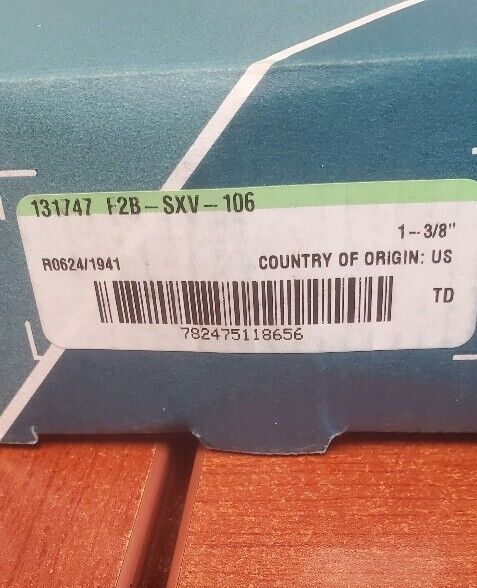 131747 F2B-SXV-106
1-3/8"
R0624/1941 COUNTRY OF ORIGIN: US
TD
782475118656